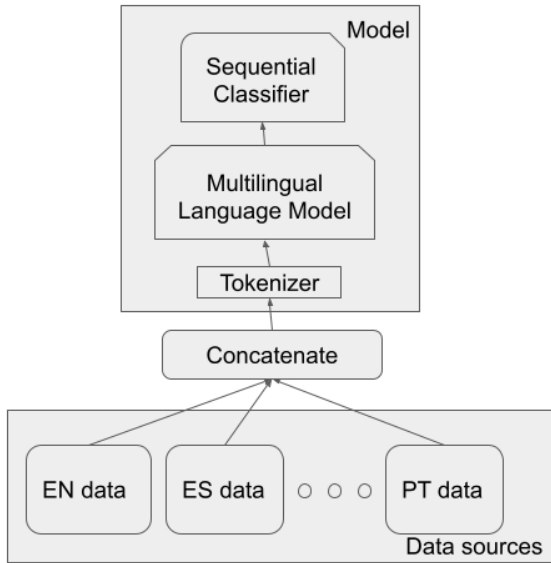 Model
Sequential
Classifier
Multilingual
Language Model
Tokenizer
Concatenate
EN data
ES data
PT data
Data sources